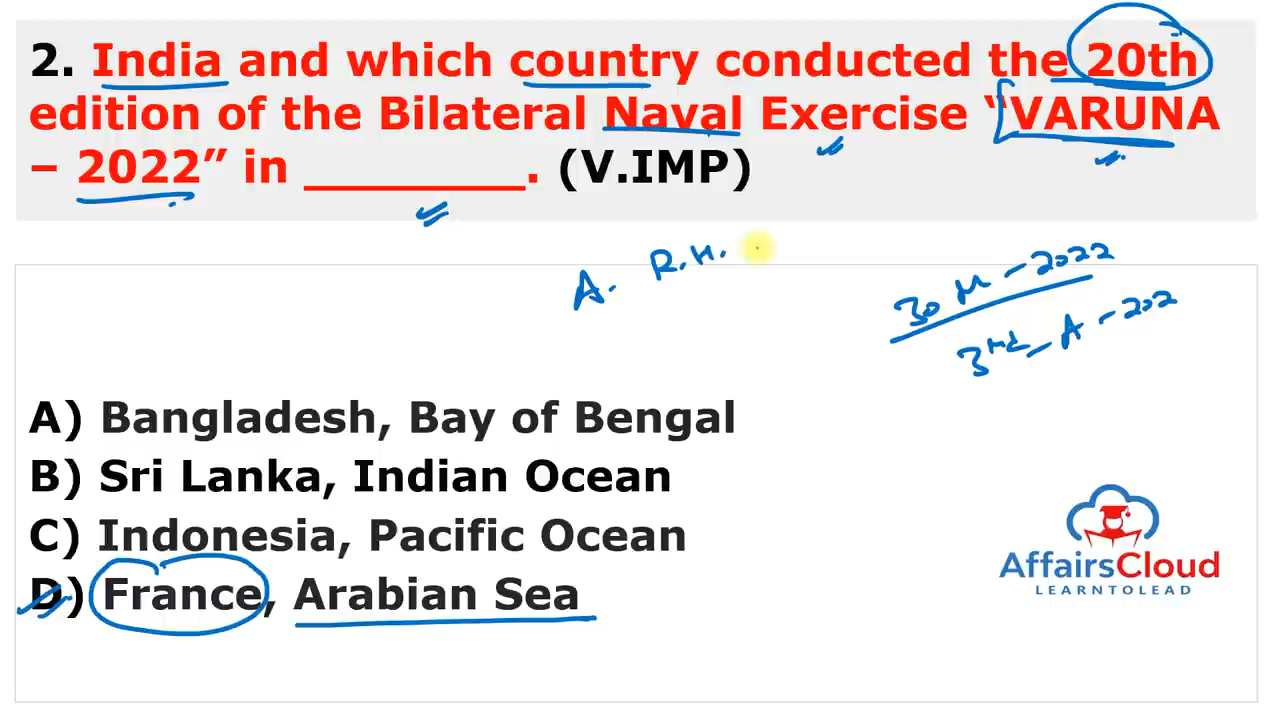 2. India and which country conducted the 20th
edition of the Bilateral Naval Exercise “VARUNA
– 2022” in ________. (V.IMP)
A. R.H.
30 M - 2022
3rd - A - 202
A) Bangladesh, Bay of Bengal
B) Sri Lanka, Indian Ocean
C) Indonesia, Pacific Ocean
D) France, Arabian Sea
AffairsCloud
LEARNTOLEAD